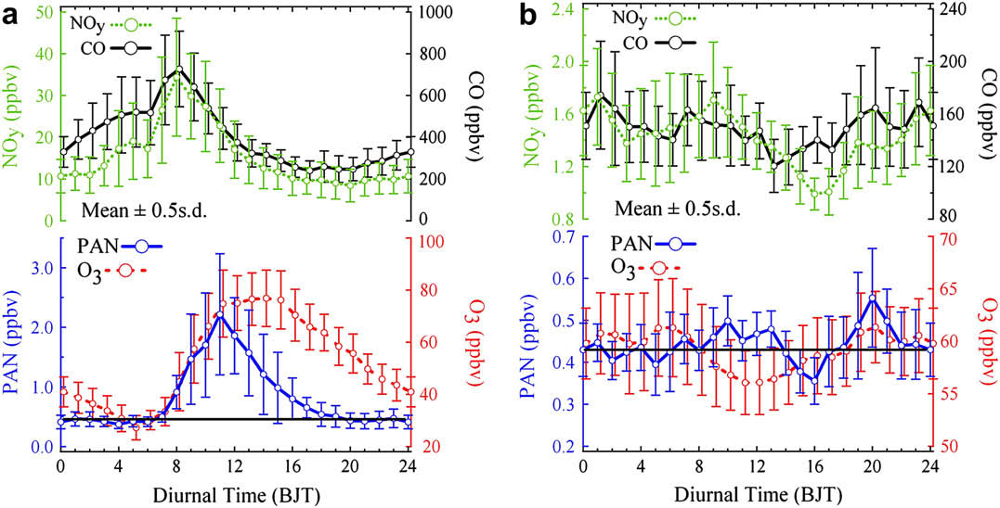 a
NOy
CO
50
40
30
20
10
0
NOy (ppbv)
1000
800
600
400
200
0
CO (ppbv)
Mean ± 0.5s.d.
PAN
O3
3.0
2.0
1.0
0.0
PAN (ppbv)
100
80
60
40
20
O3 (ppbv)
0 4 8 12 16 20 24
Diurnal Time (BJT)
b
NOy
CO
2.4
2.0
1.6
1.2
0.8
NOy (ppbv)
240
200
160
120
80
CO (ppbv)
Mean ± 0.5s.d.
PAN
O3
0.7
0.6
0.5
0.4
0.3
0.2
PAN (ppbv)
70
65
60
55
50
O3 (ppbv)
0 4 8 12 16 20 24
Diurnal Time (BJT)